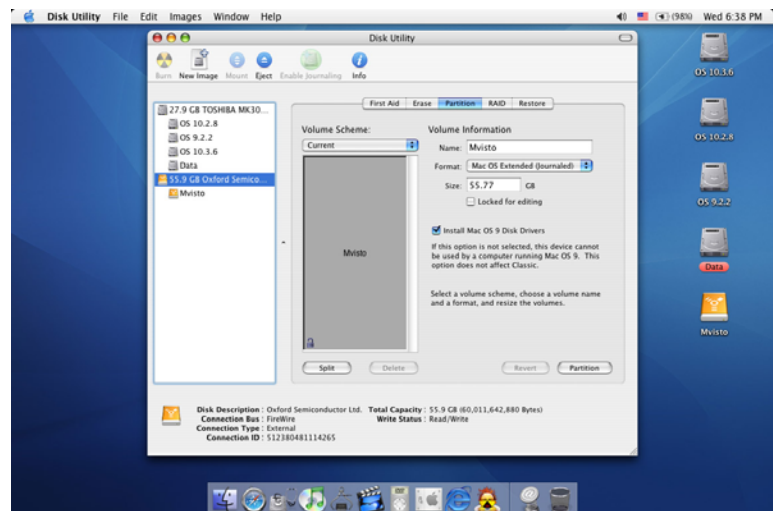 Disk Utility File Edit Images Window Help (98%) Wed 6:38 PM
Disk Utility
Burn New Image Mount Eject Enable Journaling Info
First Aid Erase Partition RAID Restore
27.9 GB TOSHIBA MK30...
OS 10.2.8
OS 9.2.2
OS 10.3.6
Data
55.9 GB Oxford Semico...
Mvisto
Volume Scheme:
Current
Mvisto
Split Delete
Volume Information
Name: Mvisto
Format: Mac OS Extended (Journaled)
Size: 55.77 GB
Locked for editing
Install Mac OS 9 Disk Drivers
If this option is not selected, this device cannot
be used by a computer running Mac OS 9. This
option does not affect Classic.
Select a volume scheme, choose a volume name
and a format, and resize the volumes.
Revert Partition
Disk Description : Oxford Semiconductor Ltd. Total Capacity : 55.9 GB (60,011,642,880 Bytes)
Connection Bus : FireWire Write Status : Read/Write
Connection Type : External
Connection ID : 512380481114265
OS 10.3.6
OS 10.2.8
OS 9.2.2
Data
Mvisto